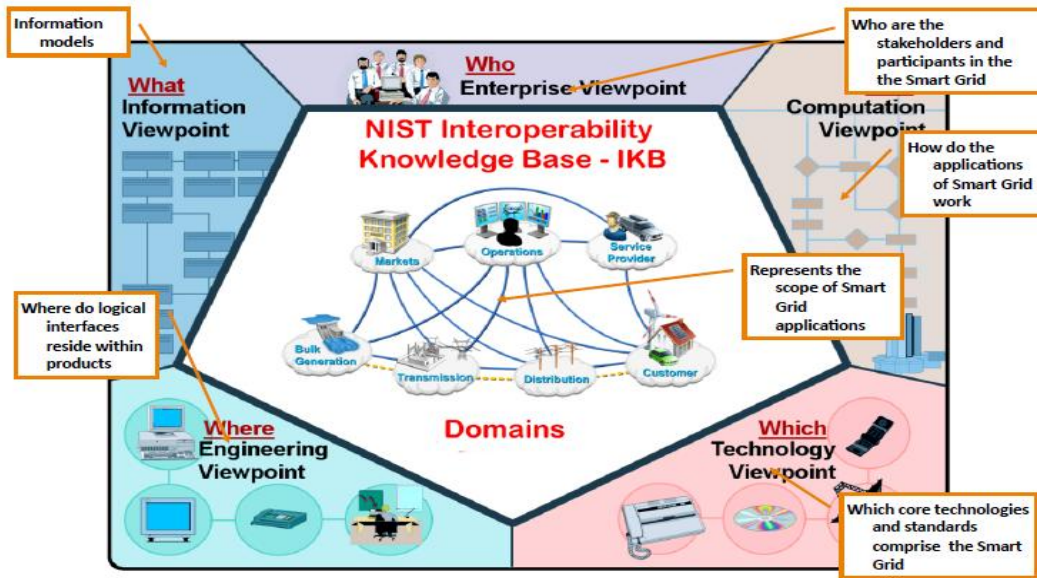 Information
models
Who are the
stakeholders and
participants in the
the Smart Grid
Who
Enterprise Viewpoint
What
Information
Viewpoint
Computation
Viewpoint
NIST Interoperability
Knowledge Base - IKB
How do the
applications
of Smart Grid
work
Markets
Operations
Service
Provider
Represents the
scope of Smart
Grid
applications
Where do logical
interfaces
reside within
products
Bulk
Generation
Transmission
Distribution
Customer
Domains
Where
Engineering
Viewpoint
Which
Technology
Viewpoint
Which core technologies
and standards
comprise the Smart
Grid